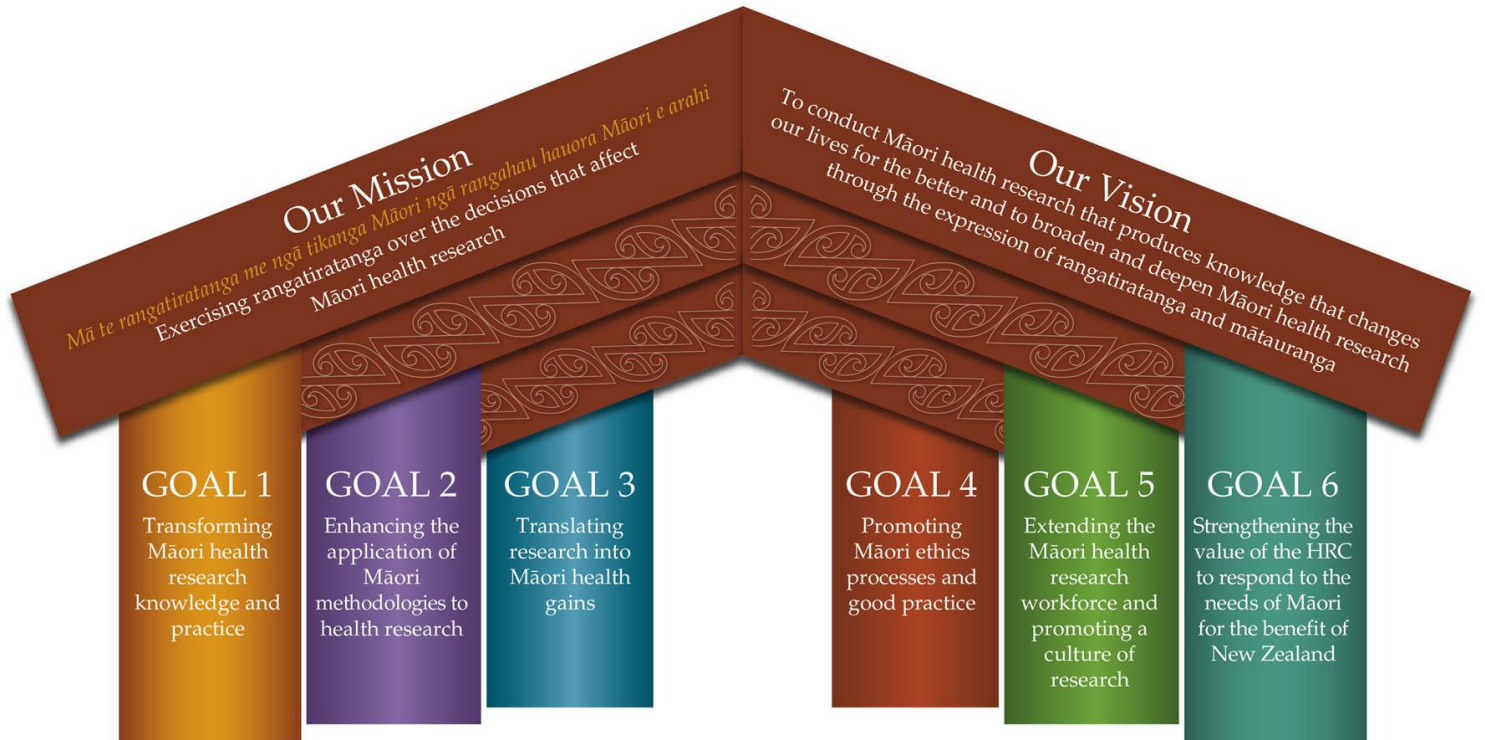 Our Mission
Mā te rangatiratanga me ngā tikanga Māori ngā rangahau hauora Māori e arahi
Exercising rangatiratanga over the decisions that affect
Māori health research
Our Vision
To conduct Māori health research that produces knowledge that changes
our lives for the better and to broaden and deepen Māori health research
through the expression of rangatiratanga and mātauranga
GOAL 1
Transforming
Māori health
research
knowledge and
practice
GOAL 2
Enhancing the
application of
Māori
methodologies to
health research
GOAL 3
Translating
research into
Māori health
gains
GOAL 4
Promoting
Māori ethics
processes and
good practice
GOAL 5
Extending the
Māori health
research
workforce and
promoting a
culture of
research
GOAL 6
Strengthening the
value of the HRC
to respond to the
needs of Māori
for the benefit of
New Zealand